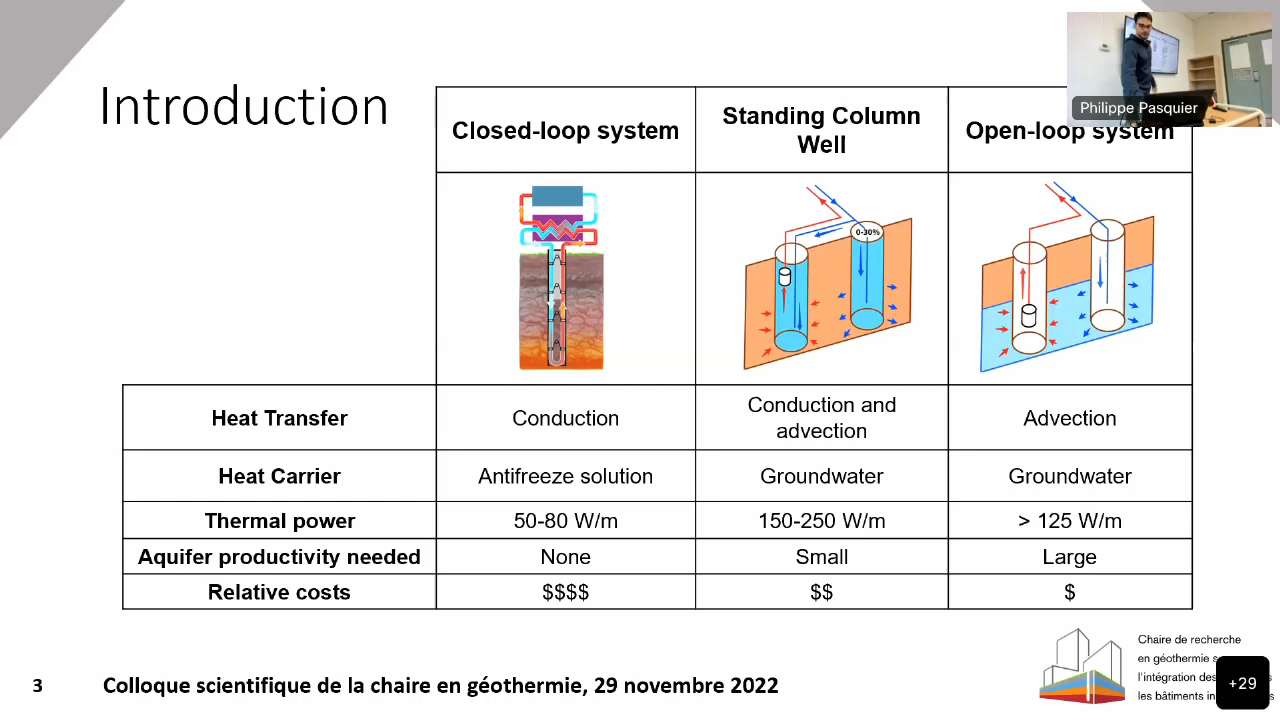 Introduction
Philippe Pasquier
Closed-loop system
Standing Column
Well
Open-loop system
0-30%
Heat Transfer
Conduction
Conduction and
advection
Advection
Heat Carrier
Antifreeze solution
Groundwater
Groundwater
Thermal power
50-80 W/m
150-250 W/m
> 125 W/m
Aquifer productivity needed
None
Small
Large
Relative costs
$$$$
$$
$
Chaire de recherche
en géothermie
l'intégration des
les bâtiments
+29
3
Colloque scientifique de la chaire en géothermie, 29 novembre 2022